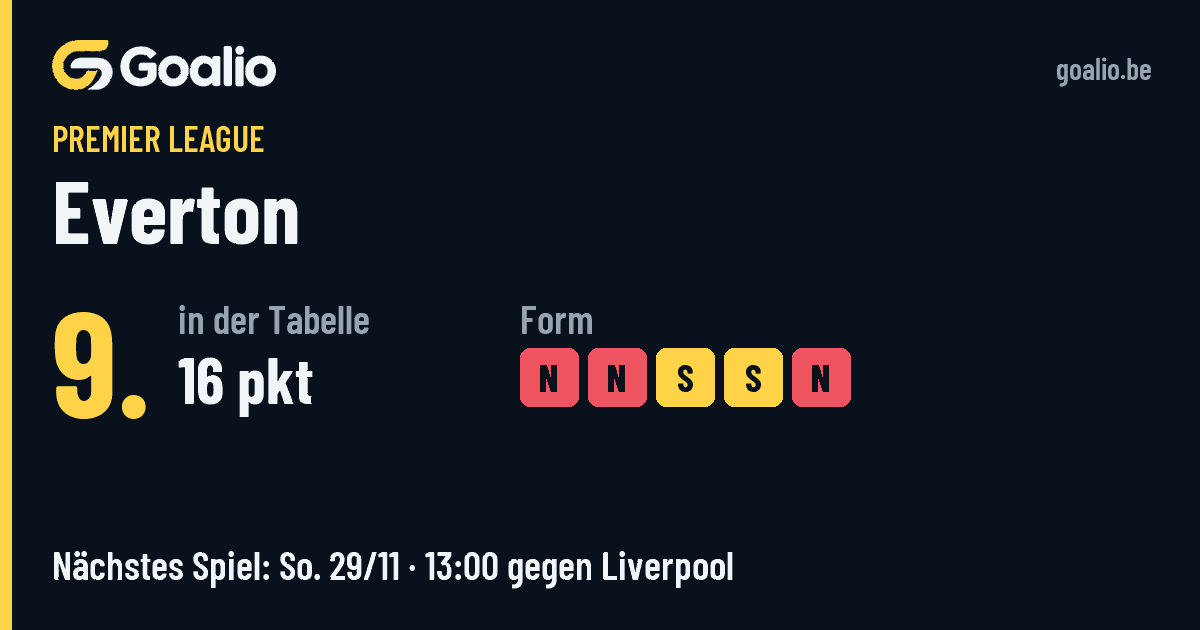 Goalio
goalio.be
PREMIER LEAGUE
Everton
9.
in der Tabelle
16 pkt
Form
N N S S N
Nächstes Spiel: So. 29/11 · 13:00 gegen Liverpool